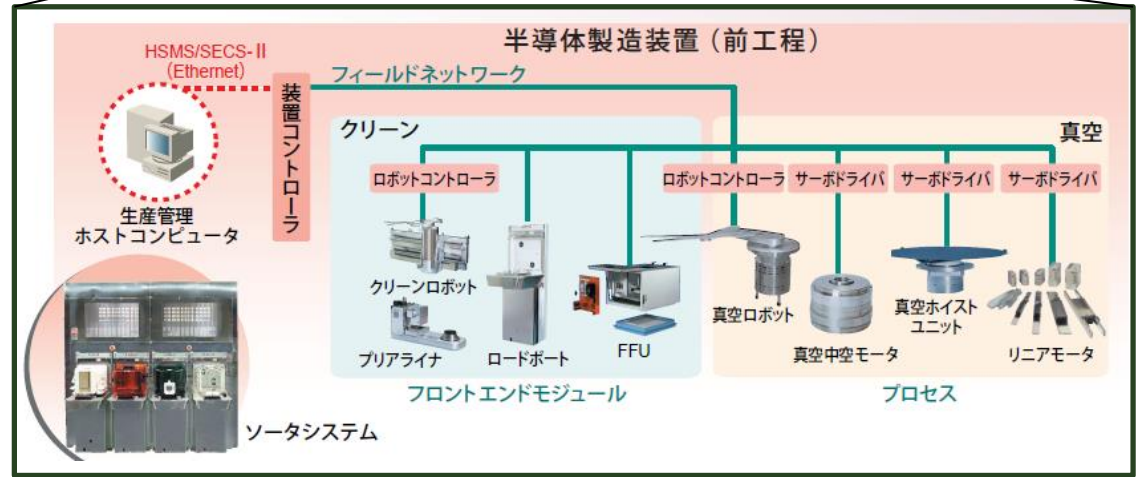 半導体製造装置（前工程）
HSMS/SECS-Ⅱ
（Ethernet）
フィールドネットワーク
装置コントローラ
生産管理
ホストコンピュータ
クリーン
真空
ロボットコントローラ
ロボットコントローラ
サーボドライバ
サーボドライバ
サーボドライバ
クリーンロボット
プリアライナ
ロードポート
FFU
真空ロボット
真空中空モータ
真空ホイスト
ユニット
リニアモータ
フロントエンドモジュール
プロセス
ソータシステム